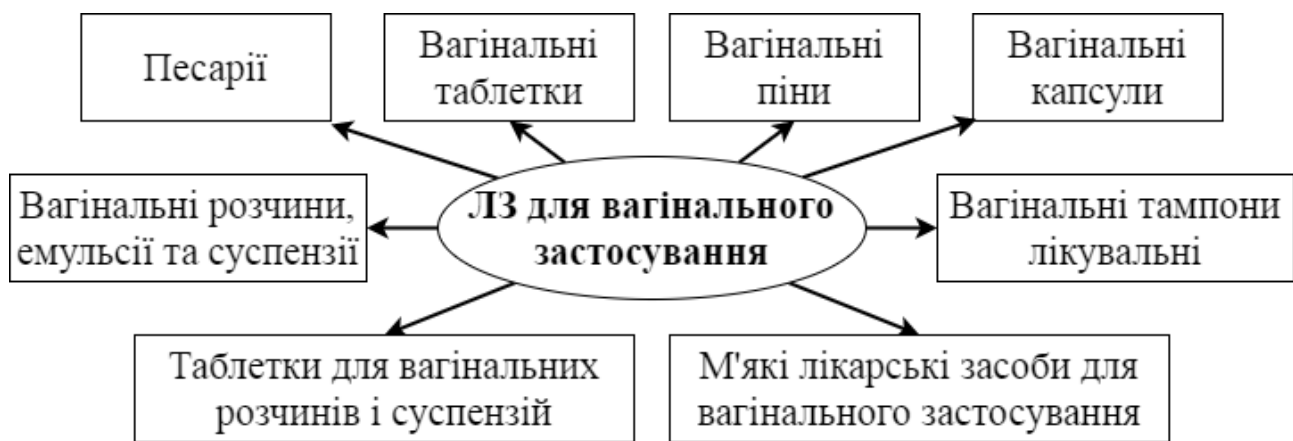 Песарії
Вагінальні
таблетки
Вагінальні
піни
Вагінальні
капсули
Вагінальні розчини,
емульсії та суспензії
ЛЗ для вагінального
застосування
Вагінальні тампони
лікувальні
Таблетки для вагінальних
розчинів і суспензій
М'які лікарські засоби для
вагінального застосування